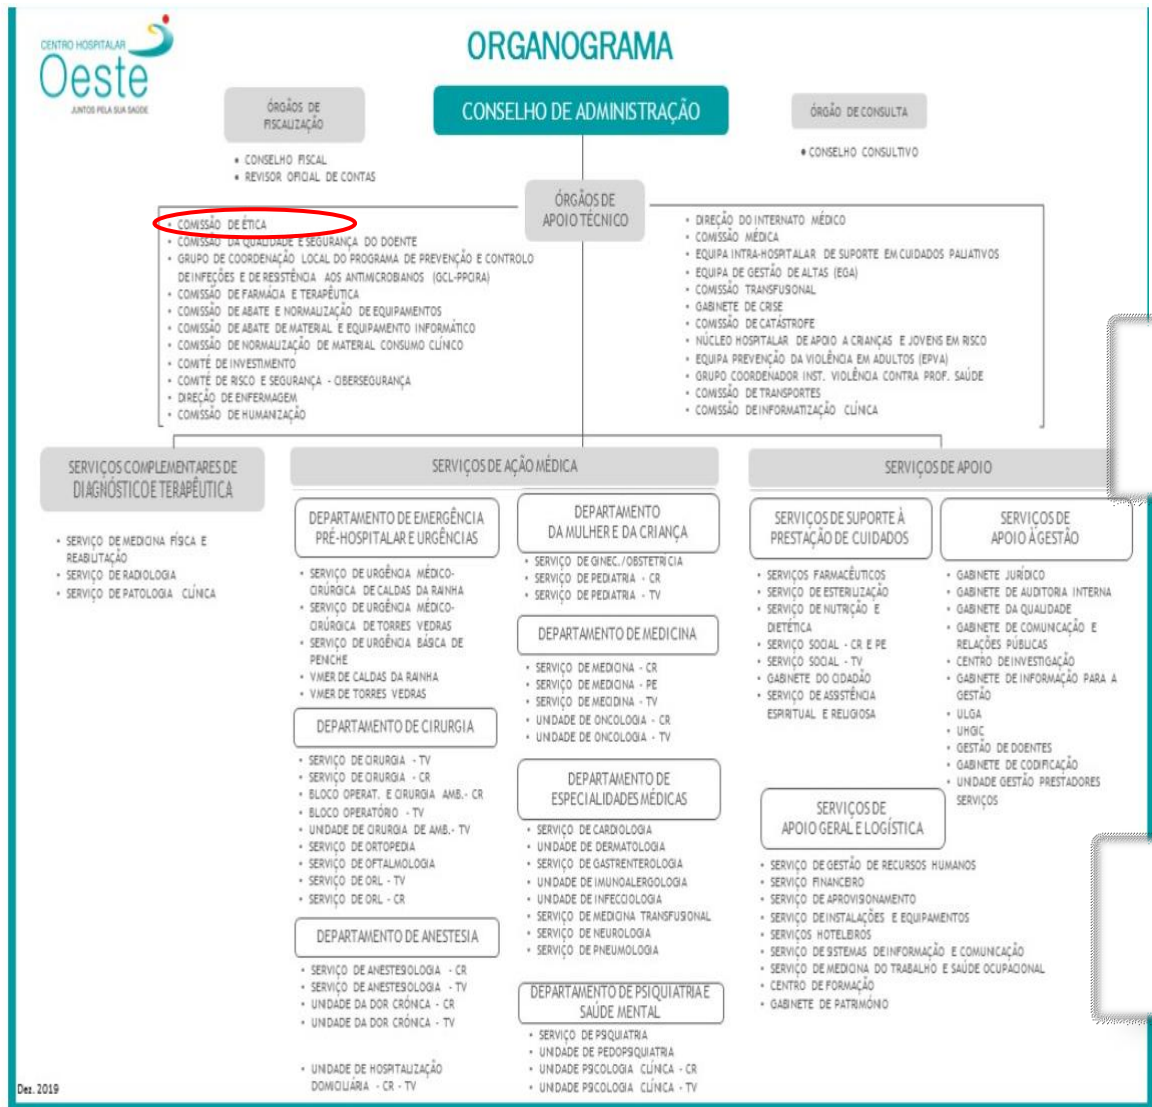 CENTRO HOSPITALAR
Oeste
JUNTOS PELA SUA SAÚDE
ORGANOGRAMA
ÓRGÃOS DE
FISCALIZAÇÃO
CONSELHO DE ADMINISTRAÇÃO
ÓRGÃO DE CONSULTA
• CONSELHO FISCAL
• REVISOR OFICIAL DE CONTAS
• CONSELHO CONSULTIVO
ÓRGÃOS DE
APOIO TÉCNICO
• COMISSÃO DE ÉTICA
• COMISSÃO DA QUALIDADE E SEGURANÇA DO DOENTE
• GRUPO DE COORDENAÇÃO LOCAL DO PROGRAMA DE PREVENÇÃO E CONTROLO
DE INFEÇÕES E DE RESISTÊNCIA AOS ANTIMICROBIANOS (GCL-PPCIRA)
• COMISSÃO DE FARMÁCIA E TERAPÊUTICA
• COMISSÃO DE ABATE E NORMALIZAÇÃO DE EQUIPAMENTOS
• COMISSÃO DE ABATE DE MATERIAL E EQUIPAMENTO INFORMÁTICO
• COMISSÃO DE NORMALIZAÇÃO DE MATERIAL CONSUMO CLÍNICO
• COMITÉ DE INVESTIMENTO
• COMITÉ DE RISCO E SEGURANÇA - CIBERSEGURANÇA
• DIREÇÃO DE ENFERMAGEM
• COMISSÃO DE HUMANIZAÇÃO
• DIREÇÃO DO INTERNATO MÉDICO
• COMISSÃO MÉDICA
• EQUIPA INTRA-HOSPITALAR DE SUPORTE EM CUIDADOS PALIATIVOS
• EQUIPA DE GESTÃO DE ALTAS (EGA)
• COMISSÃO TRANSFUSIONAL
• GABINETE DE CRISE
• COMISSÃO DE CATÁSTROFE
• NÚCLEO HOSPITALAR DE APOIO A CRIANÇAS E JOVENS EM RISCO
• EQUIPA PREVENÇÃO DA VIOLÊNCIA EM ADULTOS (EPVA)
• GRUPO COORDENADOR INST. VIOLÊNCIA CONTRA PROF. SAÚDE
• COMISSÃO DE TRANSPORTES
• COMISSÃO DE INFORMATIZAÇÃO CLÍNICA
SERVIÇOS COMPLEMENTARES DE
DIAGNÓSTICO E TERAPÊUTICA
• SERVIÇO DE MEDICINA FÍSICA E
REABILITAÇÃO
• SERVIÇO DE RADIOLOGIA
• SERVIÇO DE PATOLOGIA CLÍNICA
SERVIÇOS DE AÇÃO MÉDICA
DEPARTAMENTO DE EMERGÊNCIA
PRÉ-HOSPITALAR E URGÊNCIAS
• SERVIÇO DE URGÊNCIA MÉDICO-
CIRÚRGICA DE CALDAS DA RAINHA
• SERVIÇO DE URGÊNCIA MÉDICO-
CIRÚRGICA DE TORRES VEDRAS
• SERVIÇO DE URGÊNCIA BÁSICA DE
PENICHE
• VMER DE CALDAS DA RAINHA
• VMER DE TORRES VEDRAS
DEPARTAMENTO DE CIRURGIA
• SERVIÇO DE CIRURGIA - TV
• SERVIÇO DE CIRURGIA - CR
• BLOCO OPERAT. E CIRURGIA AMB.- CR
• BLOCO OPERATÓRIO - TV
• UNIDADE DE CIRURGIA DE AMB.- TV
• SERVIÇO DE ORTOPEDIA
• SERVIÇO DE OFTALMOLOGIA
• SERVIÇO DE ORL - TV
• SERVIÇO DE ORL - CR
DEPARTAMENTO DE ANESTESIA
• SERVIÇO DE ANESTESIOLOGIA - CR
• SERVIÇO DE ANESTESIOLOGIA - TV
• UNIDADE DA DOR CRÓNICA - CR
• UNIDADE DA DOR CRÓNICA - TV
• UNIDADE DE HOSPITALIZAÇÃO
DOMICILIÁRIA - CR - TV
DEPARTAMENTO
DA MULHER E DA CRIANÇA
• SERVIÇO DE GINEC./OBSTETRICIA
• SERVIÇO DE PEDIATRIA - CR
• SERVIÇO DE PEDIATRIA - TV
DEPARTAMENTO DE MEDICINA
• SERVIÇO DE MEDICINA - CR
• SERVIÇO DE MEDICINA - PE
• SERVIÇO DE MECIDINA - TV
• UNIDADE DE ONCOLOGIA - CR
• UNIDADE DE ONCOLOGIA - TV
DEPARTAMENTO DE
ESPECIALIDADES MÉDICAS
• SERVIÇO DE CARDIOLOGIA
• UNIDADE DE DERMATOLOGIA
• SERVIÇO DE GASTRENTEROLOGIA
• UNIDADE DE IMUNOALERGOLOGIA
• UNIDADE DE INFECCIOLOGIA
• SERVIÇO DE MEDICINA TRANSFUSIONAL
• SERVIÇO DE NEUROLOGIA
• SERVIÇO DE PNEUMOLOGIA
DEPARTAMENTO DE PSIQUIATRIA E
SAÚDE MENTAL
• SERVIÇO DE PSIQUIATRIA
• UNIDADE DE PEDOPSIQUIATRIA
• UNIDADE PSICOLOGIA CLÍNICA - CR
• UNIDADE PSICOLOGIA CLÍNICA - TV
SERVIÇOS DE APOIO
SERVIÇOS DE SUPORTE À
PRESTAÇÃO DE CUIDADOS
• SERVIÇOS FARMACÊUTICOS
• SERVIÇO DE ESTERILIZAÇÃO
• SERVIÇO DE NUTRIÇÃO E
DIETÉTICA
• SERVIÇO SOCIAL - CR E PE
• SERVIÇO SOCIAL - TV
• GABINETE DO CIDADÃO
• SERVIÇO DE ASSISTÊNCIA
ESPIRITUAL E RELIGIOSA
SERVIÇOS DE
APOIO À GESTÃO
• GABINETE JURÍDICO
• GABINETE DE AUDITORIA INTERNA
• GABINETE DA QUALIDADE
• GABINETE DE COMUNICAÇÃO E
RELAÇÕES PÚBLICAS
• CENTRO DE INVESTIGAÇÃO
• GABINETE DE INFORMAÇÃO PARA A
GESTÃO
• ULGA
• UHGIC
• GESTÃO DE DOENTES
• GABINETE DE CODIFICAÇÃO
• UNIDADE GESTÃO PRESTADORES
SERVIÇOS
SERVIÇOS DE
APOIO GERAL E LOGÍSTICA
• SERVIÇO DE GESTÃO DE RECURSOS HUMANOS
• SERVIÇO FINANCEIRO
• SERVIÇO DE APROVISIONAMENTO
• SERVIÇO DE INSTALAÇÕES E EQUIPAMENTOS
• SERVIÇOS HOTELEIROS
• SERVIÇO DE SISTEMAS DE INFORMAÇÃO E COMUNICAÇÃO
• SERVIÇO DE MEDICINA DO TRABALHO E SAÚDE OCUPACIONAL
• CENTRO DE FORMAÇÃO
• GABINETE DE PATRIMÓNIO
Dez. 2019